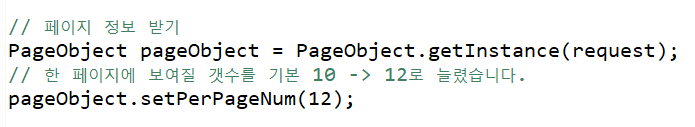 // 페이지 정보 받기
PageObject pageObject = PageObject.getInstance(request);
// 한 페이지에 보여질 갯수를 기본 10 -> 12로 늘렸습니다.
pageObject.setPerPageNum(12);